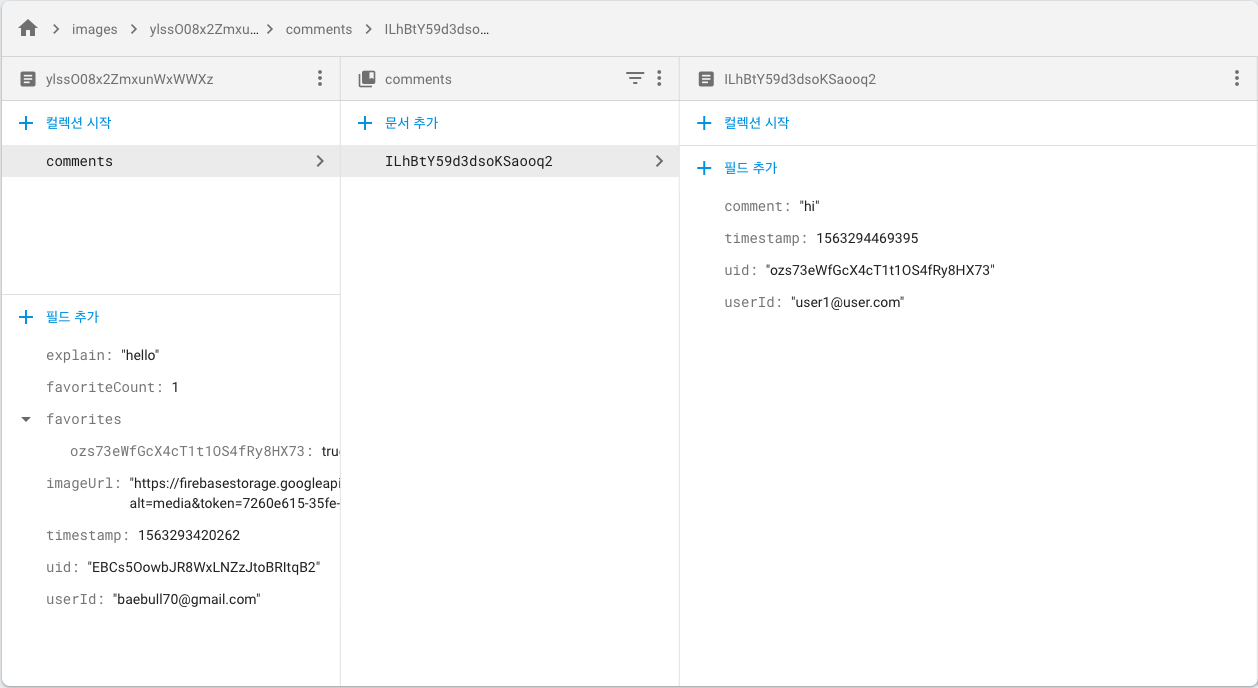 images > ylssO08x2Zmxu... > comments > ILhBtY59d3dso...
ylssO08x2ZmxunWxWWXz
컬렉션 시작
comments
필드 추가
explain: "hello"
favoriteCount: 1
favorites
ozs73eWfGcX4cT1t1OS4fRy8HX73: true
imageUrl: "https://firebasestorage.googleapi
alt=media&token=7260e615-35fe-
timestamp: 1563293420262
uid: "EBCs5OowbJR8WxLNZzJtoBRItqB2"
userId: "baebull70@gmail.com"
comments
문서 추가
ILhBtY59d3dsoKSaooq2
ILhBtY59d3dsoKSaooq2
컬렉션 시작
필드 추가
comment: "hi"
timestamp: 1563294469395
uid: "ozs73eWfGcX4cT1t1OS4fRy8HX73"
userId: "user1@user.com"